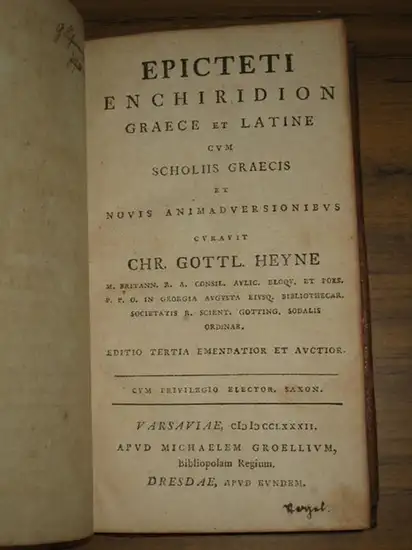 EPICTETI
ENCHIRIDION
GRAECE ET LATINE
CVM
SCHOLIIS GRAECIS
ET
NOVIS ANIMADVERSIONIBVS
CVRAVIT
CHR. GOTTL. HEYNE
M. BRITANN. R. A. CONSIL. AVLIC. ELOQV. ET POES.
P. P. O. IN GEORGIA AVGVSTA EIVSQ. BIBLIOTHECAR.
SOCIETATIS R. SCIENT. GOTTING. SODALIS
ORDINAR.
EDITIO TERTIA EMENDATIOR ET AVCTIOR.
CVM PRIVILEGIO ELECTOR. SAXON.
VARSAVIAE, CIƆIƆCCLXXXII.
APVD MICHAELEM GROELLIVM,
Bibliopolam Regium.
DRESDAE, APVD EVNDEM.